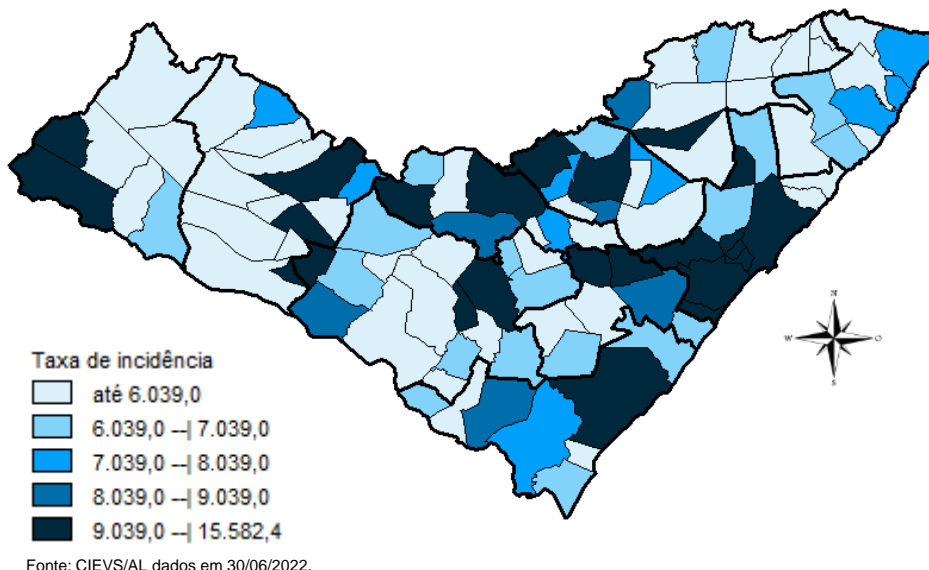 N
W
O
S
Taxa de incidência
até 6.039,0
6.039,0 --| 7.039,0
7.039,0 --| 8.039,0
8.039,0 --| 9.039,0
9.039,0 --| 15.582,4
Fonte: CIEVS/AL dados em 30/06/2022.